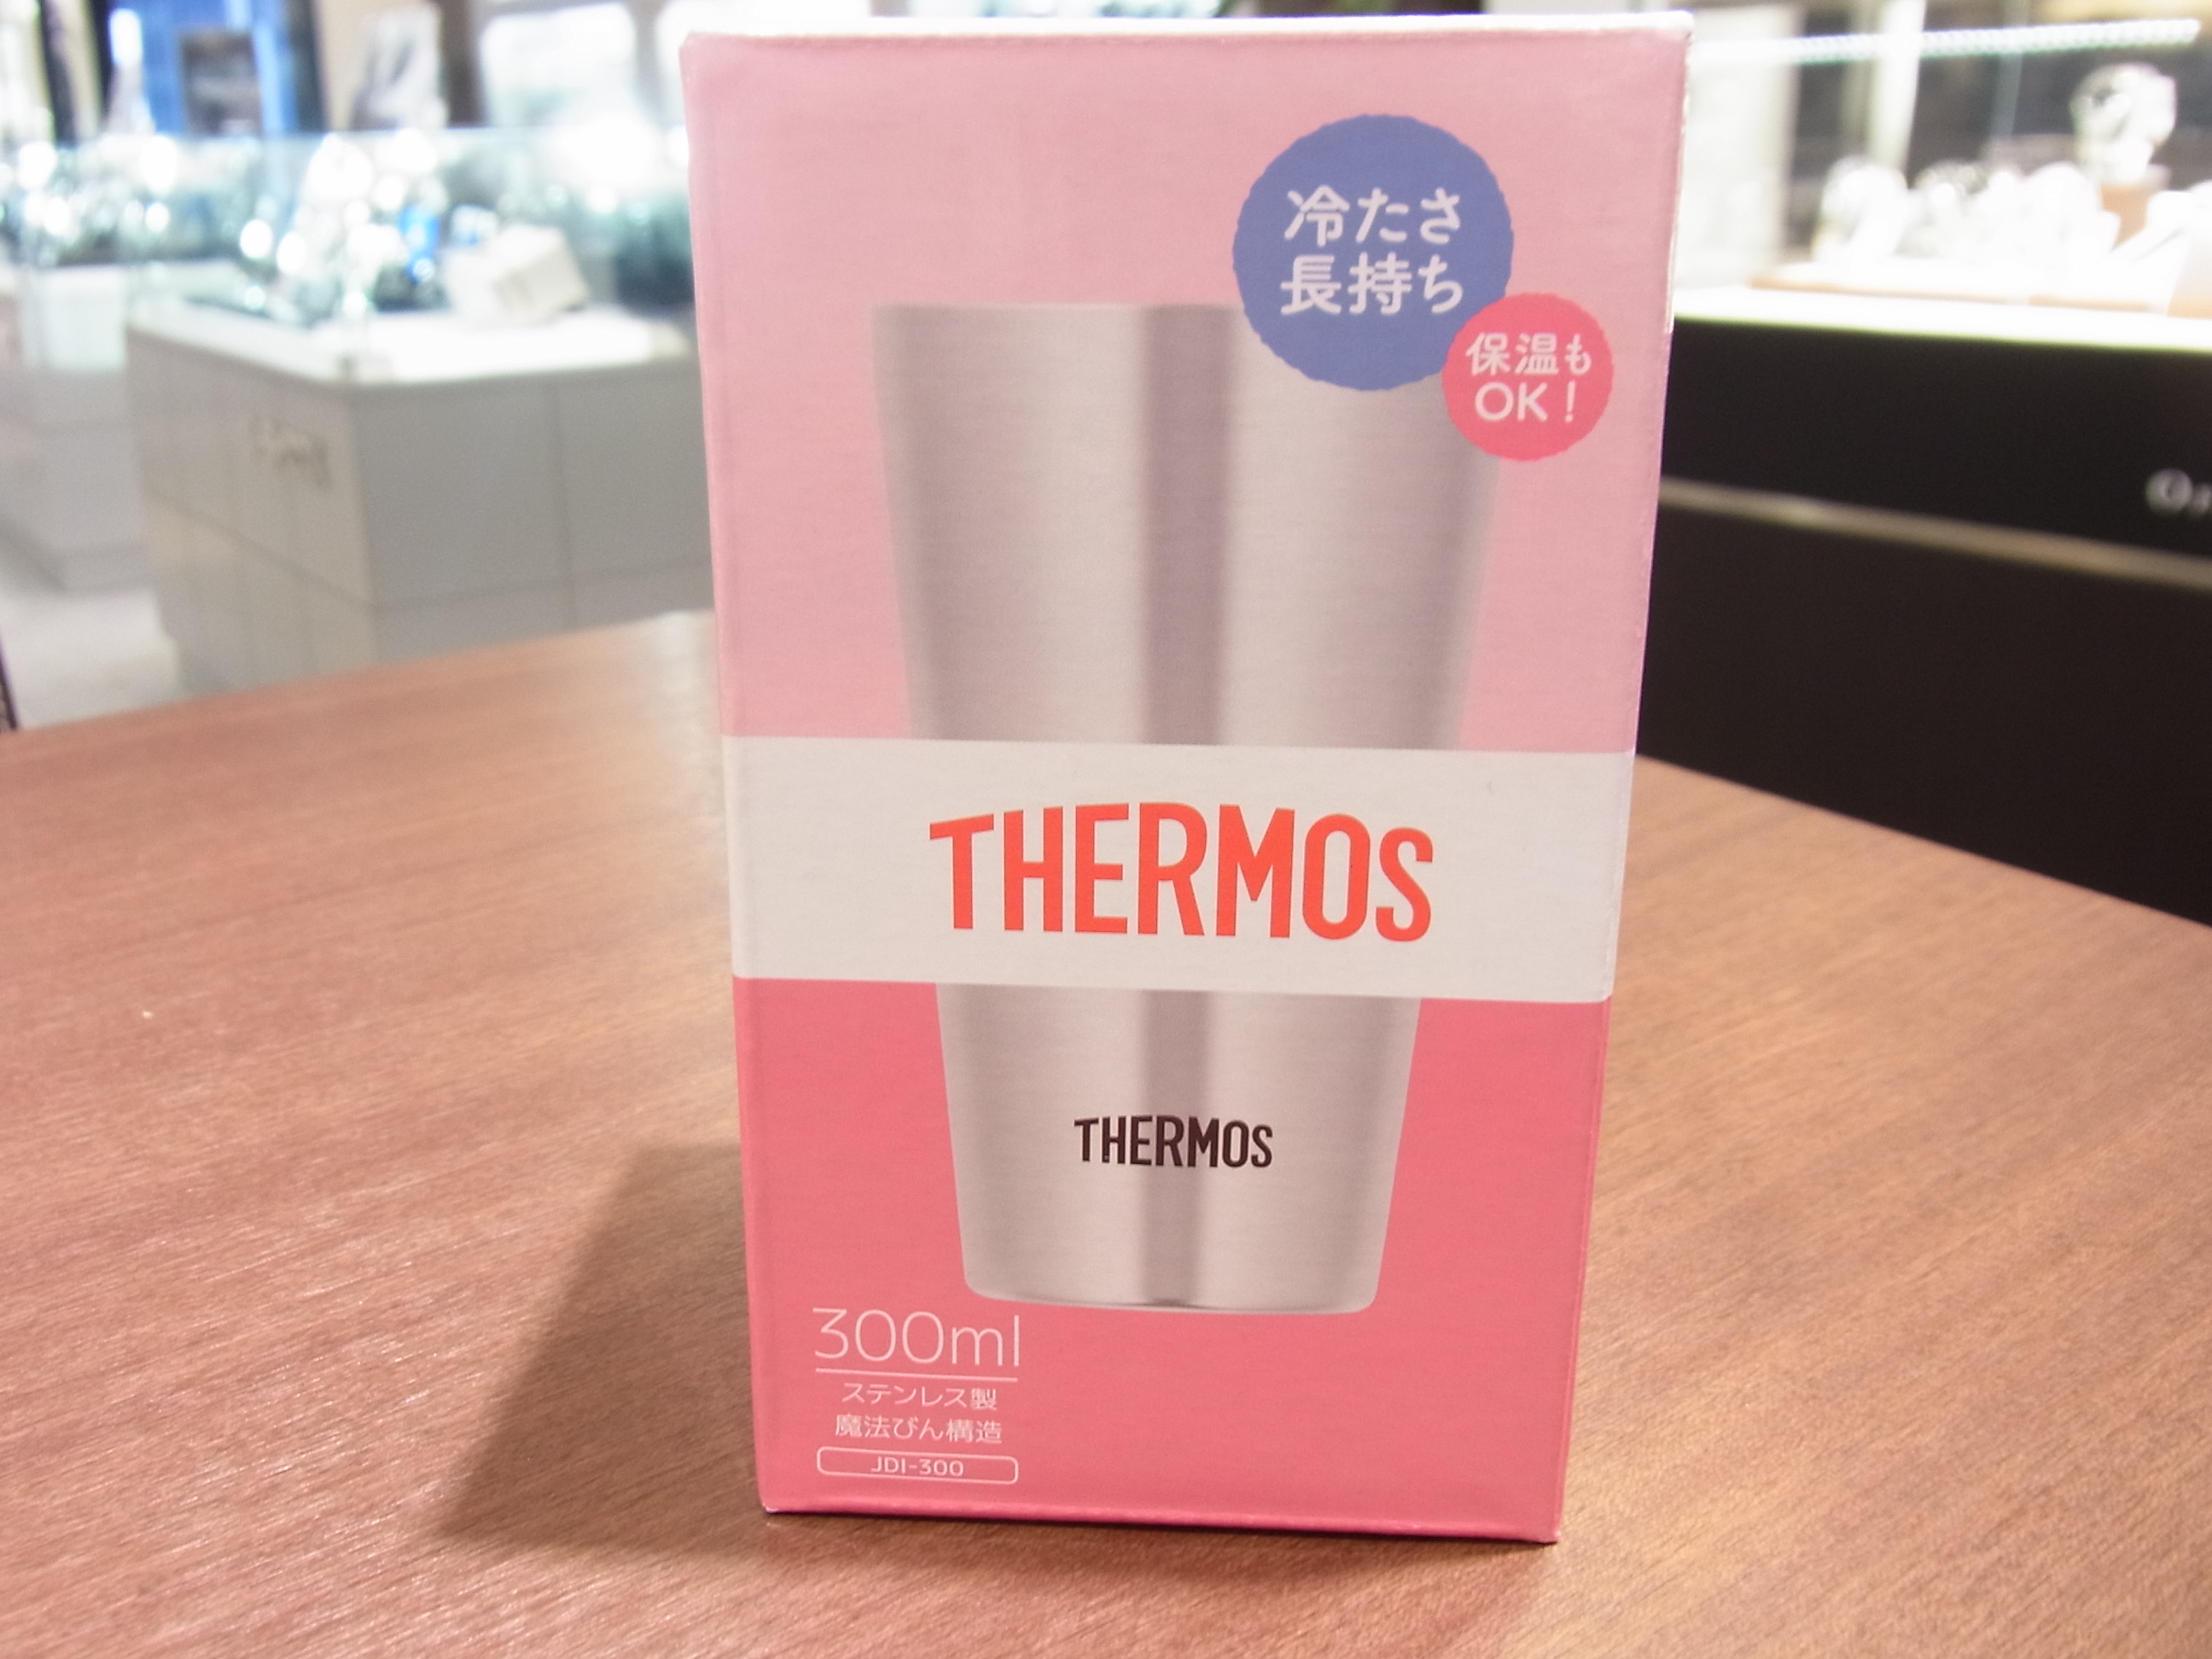 冷たさ
長持ち
保温も
OK!
THERMOS
THERMOS
300ml
ステンレス製
魔法びん構造
JDI-300